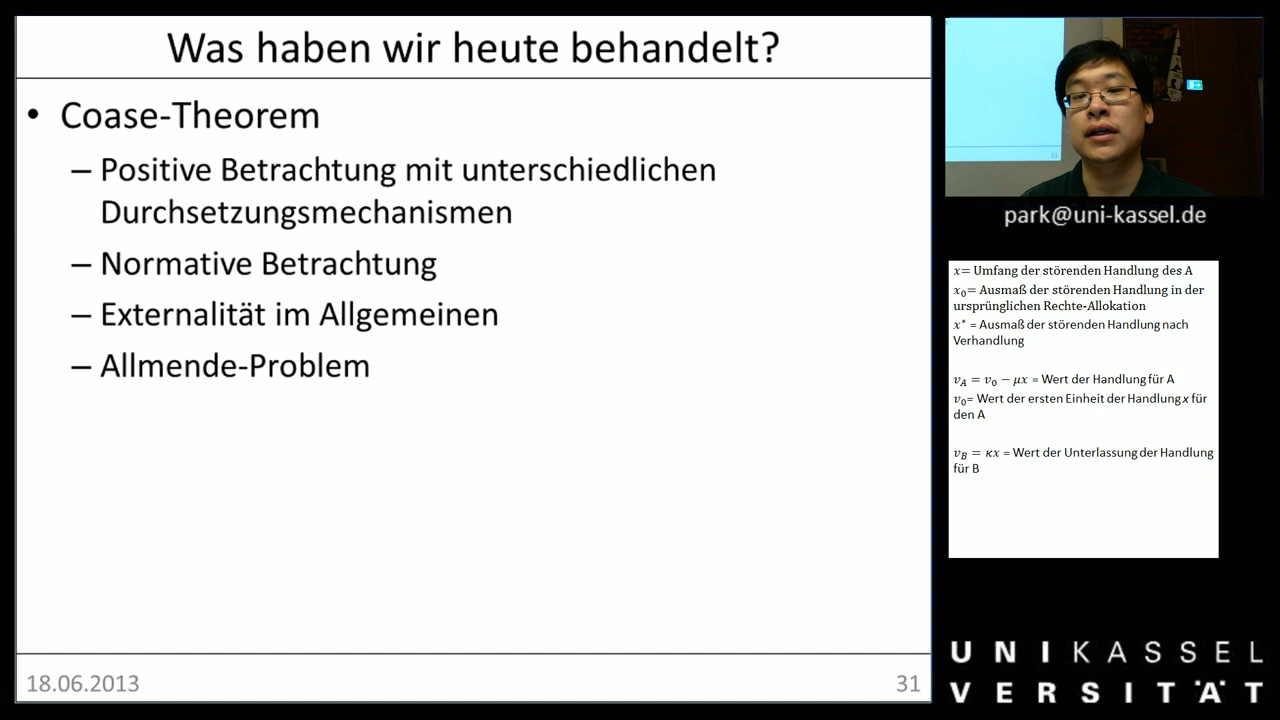 Was haben wir heute behandelt?
• Coase-Theorem
– Positive Betrachtung mit unterschiedlichen
Durchsetzungsmechanismen
– Normative Betrachtung
– Externalität im Allgemeinen
– Allmende-Problem
18.06.2013
31
31
park@uni-kassel.de
x= Umfang der störenden Handlung des A
x₀= Ausmaß der störenden Handlung in der
ursprünglichen Rechte-Allokation
x* = Ausmaß der störenden Handlung nach
Verhandlung
v_A = v₀ − μx = Wert der Handlung für A
v₀= Wert der ersten Einheit der Handlung x für
den A
v_B = κx = Wert der Unterlassung der Handlung
für B
UNIKASSEL
VERSITÄT